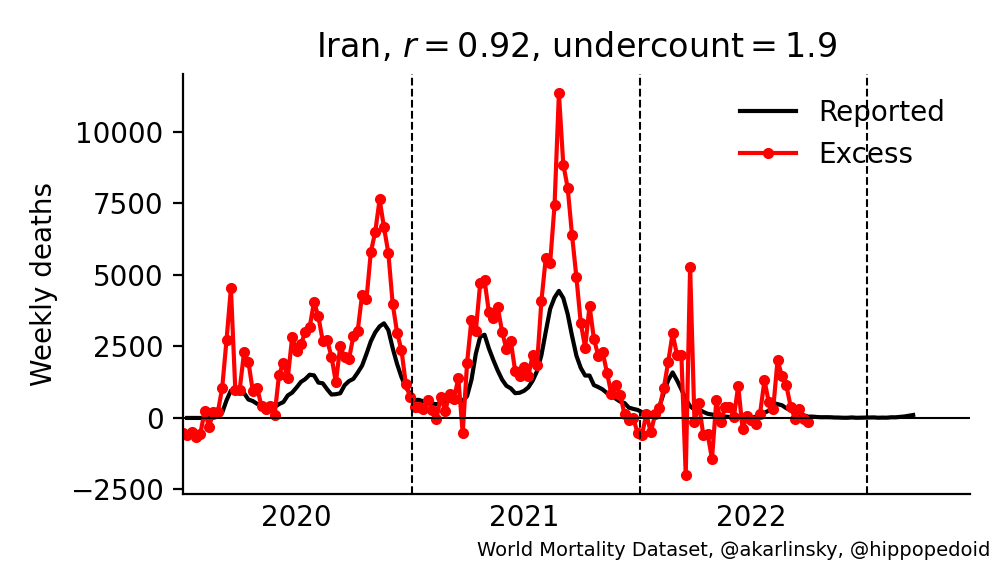 Iran, r = 0.92, undercount = 1.9
Reported
Excess
Weekly deaths
10000
7500
5000
2500
0
−2500
2020 2021 2022
World Mortality Dataset, @akarlinsky, @hippopedoid